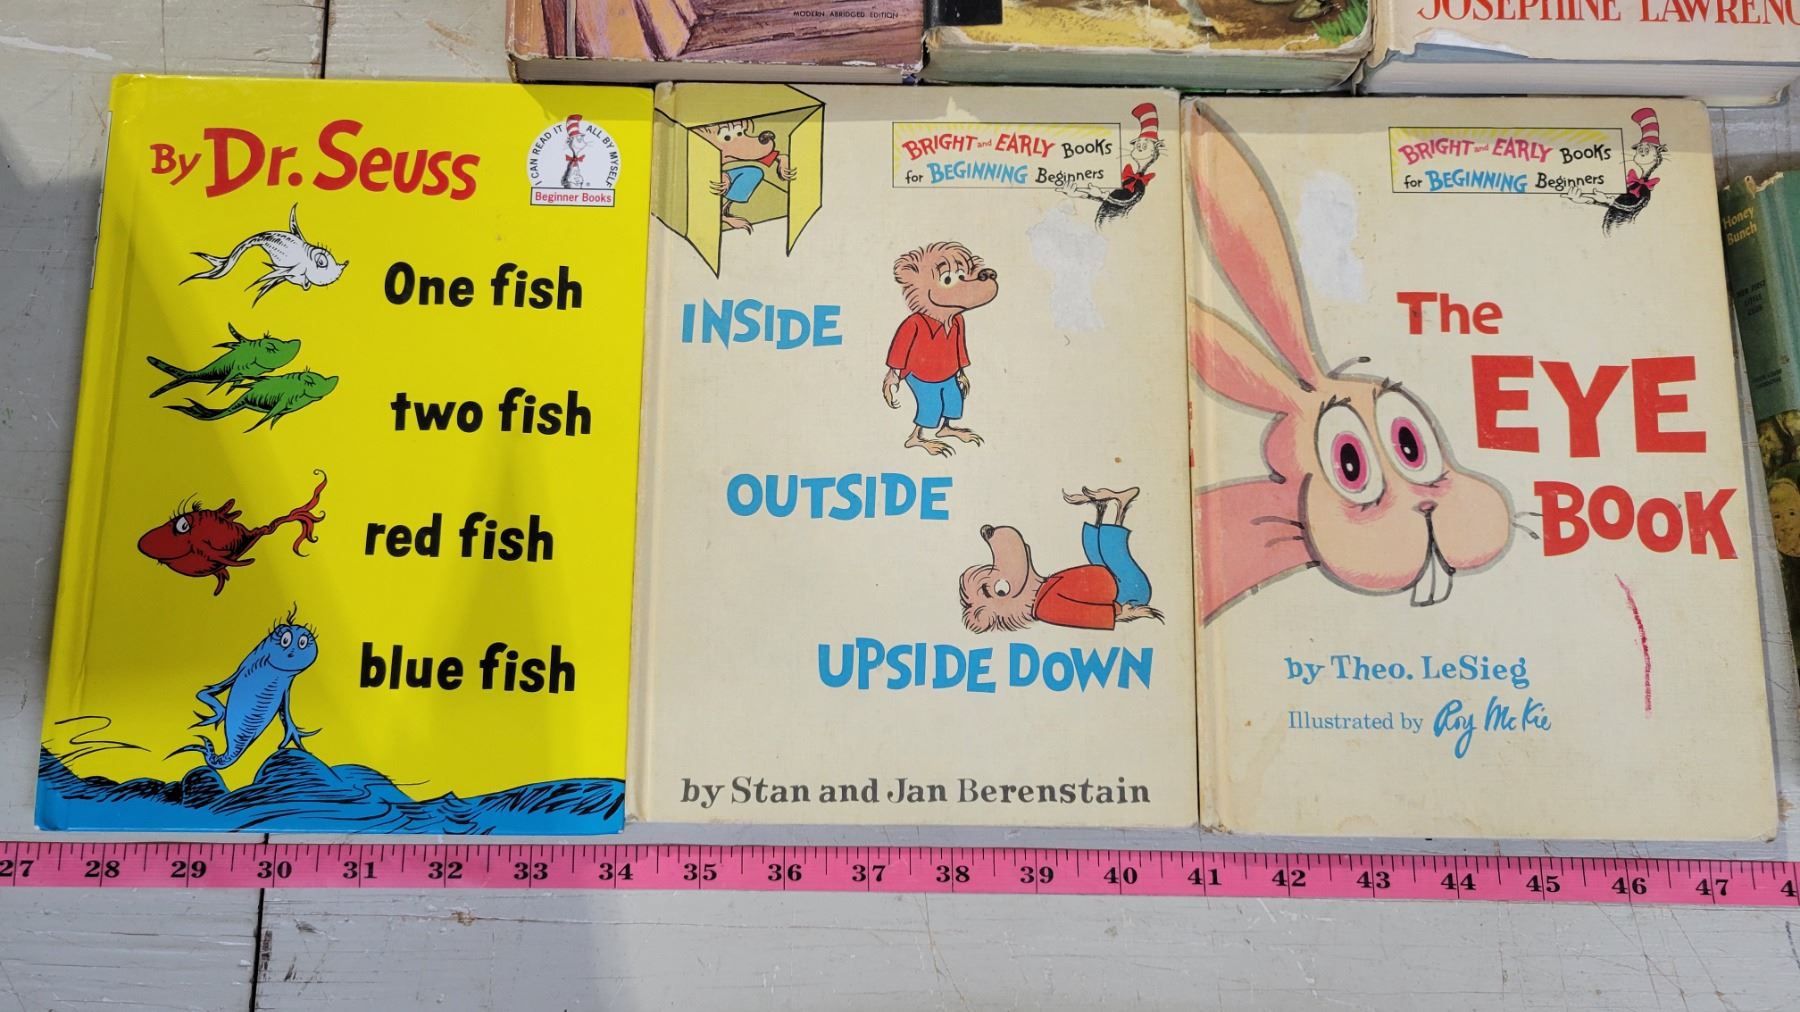 MODERN ABRIDGED EDITION
JOSEPHINE LAWRENC
By Dr. Seuss
I CAN READ IT ALL BY MYSELF
Beginner Books
One fish
two fish
red fish
blue fish
BRIGHT and EARLY BOOKS
for BEGINNING Beginners
INSIDE
OUTSIDE
UPSIDE DOWN
by Stan and Jan Berenstain
BRIGHT and EARLY BOOKS
for BEGINNING Beginners
The
EYE
BOOK
by Theo. LeSieg
Illustrated by Roy McKie
Honey
Bunch
27 28 29 30 31 32 33 34 35 36 37 38 39 40 41 42 43 44 45 46 47 4